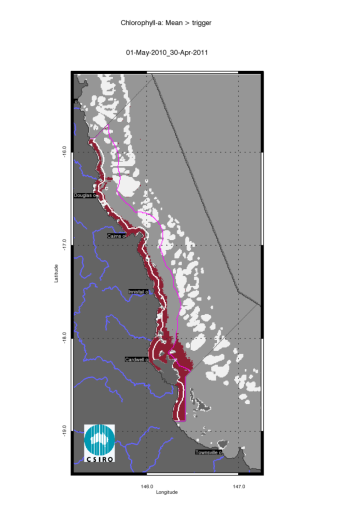 Chlorophyll-a: Mean > trigger
01-May-2010_30-Apr-2011
-16.0
Cairns
-17.0
Latitude
-18.0
Cardwell
-19.0
Townsville
CSIRO
146.0
147.0
Longitude